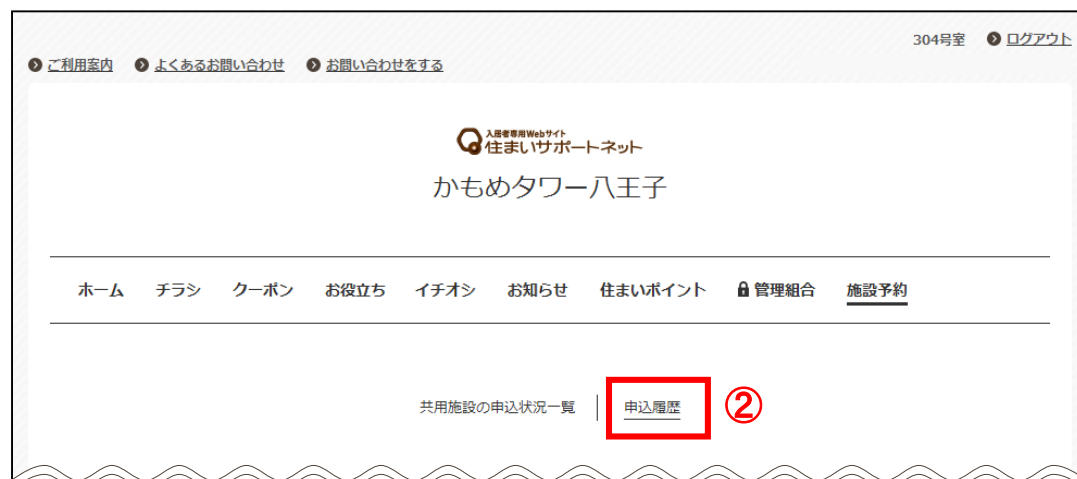 304号室 ログアウト
ご利用案内 よくあるお問い合わせ お問い合わせをする
入居者専用Webサイト
住まいサポートネット
かもめタワー八王子
ホーム チラシ クーポン お役立ち イチオシ お知らせ 住まいポイント 管理組合 施設予約
共用施設の申込状況一覧 申込履歴 ②